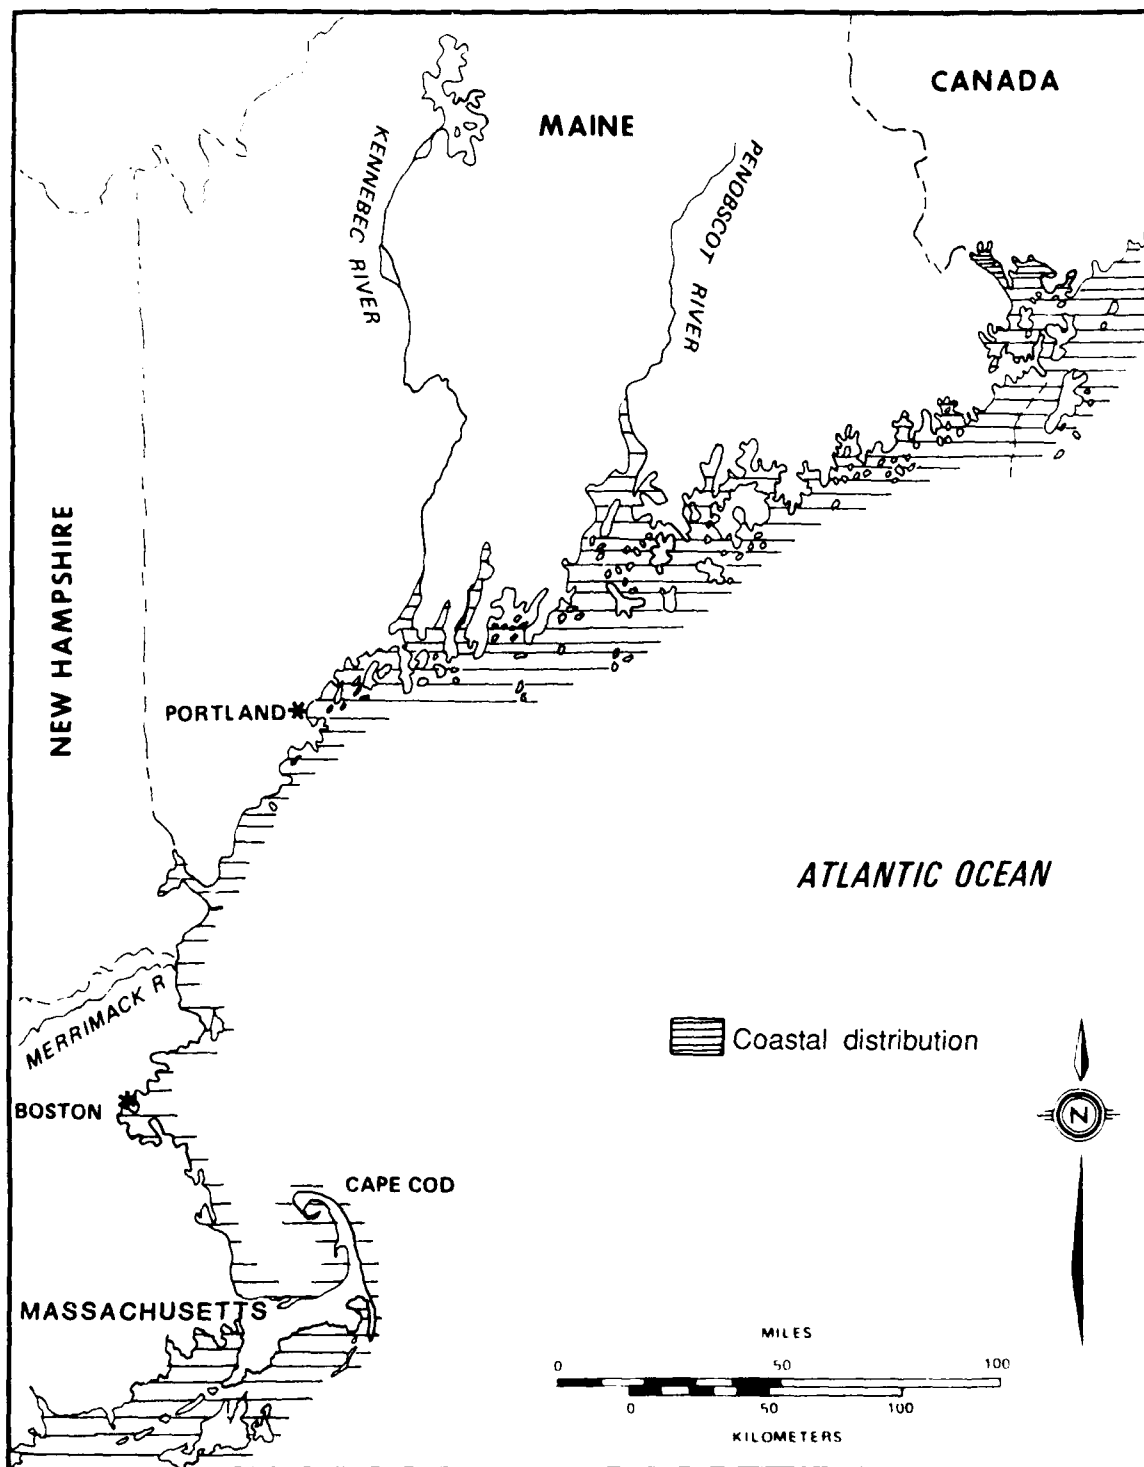 CANADA
MAINE
KENNEBEC RIVER
PENOBSCOT RIVER
NEW HAMPSHIRE
PORTLAND
ATLANTIC OCEAN
MERRIMACK R
Coastal distribution
BOSTON
N
CAPE COD
MASSACHUSETTS
MILES
0 50 100
0 50 100
KILOMETERS